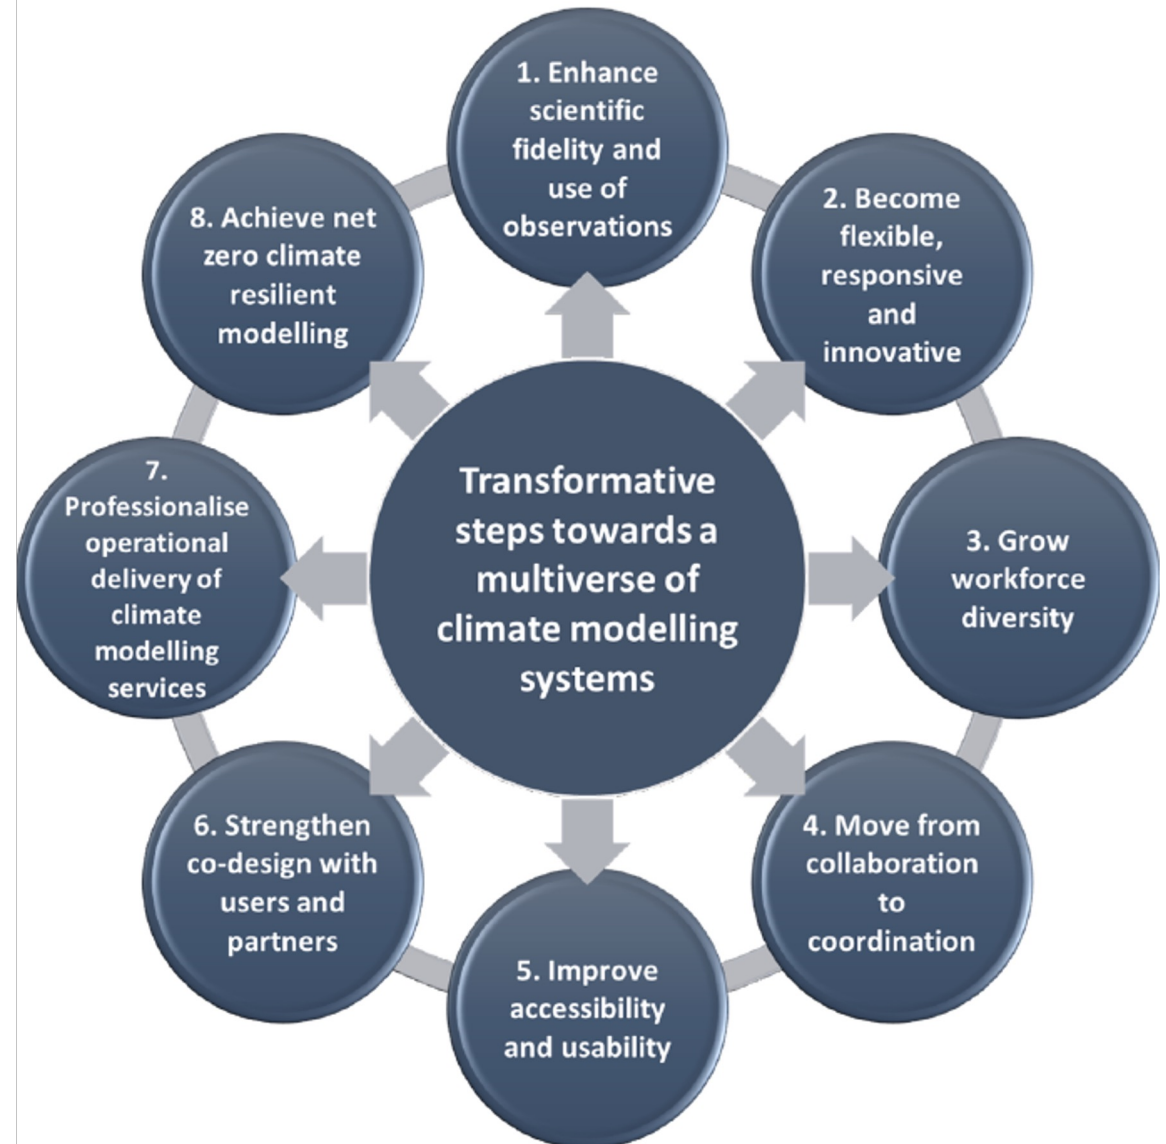 1. Enhance
scientific
fidelity and
use of
observations
2. Become
flexible,
responsive
and
innovative
3. Grow
workforce
diversity
4. Move from
collaboration
to
coordination
5. Improve
accessibility
and usability
6. Strengthen
co-design with
users and
partners
7.
Professionalise
operational
delivery of
climate
modelling
services
8. Achieve net
zero climate
resilient
modelling
Transformative
steps towards a
multiverse of
climate modelling
systems